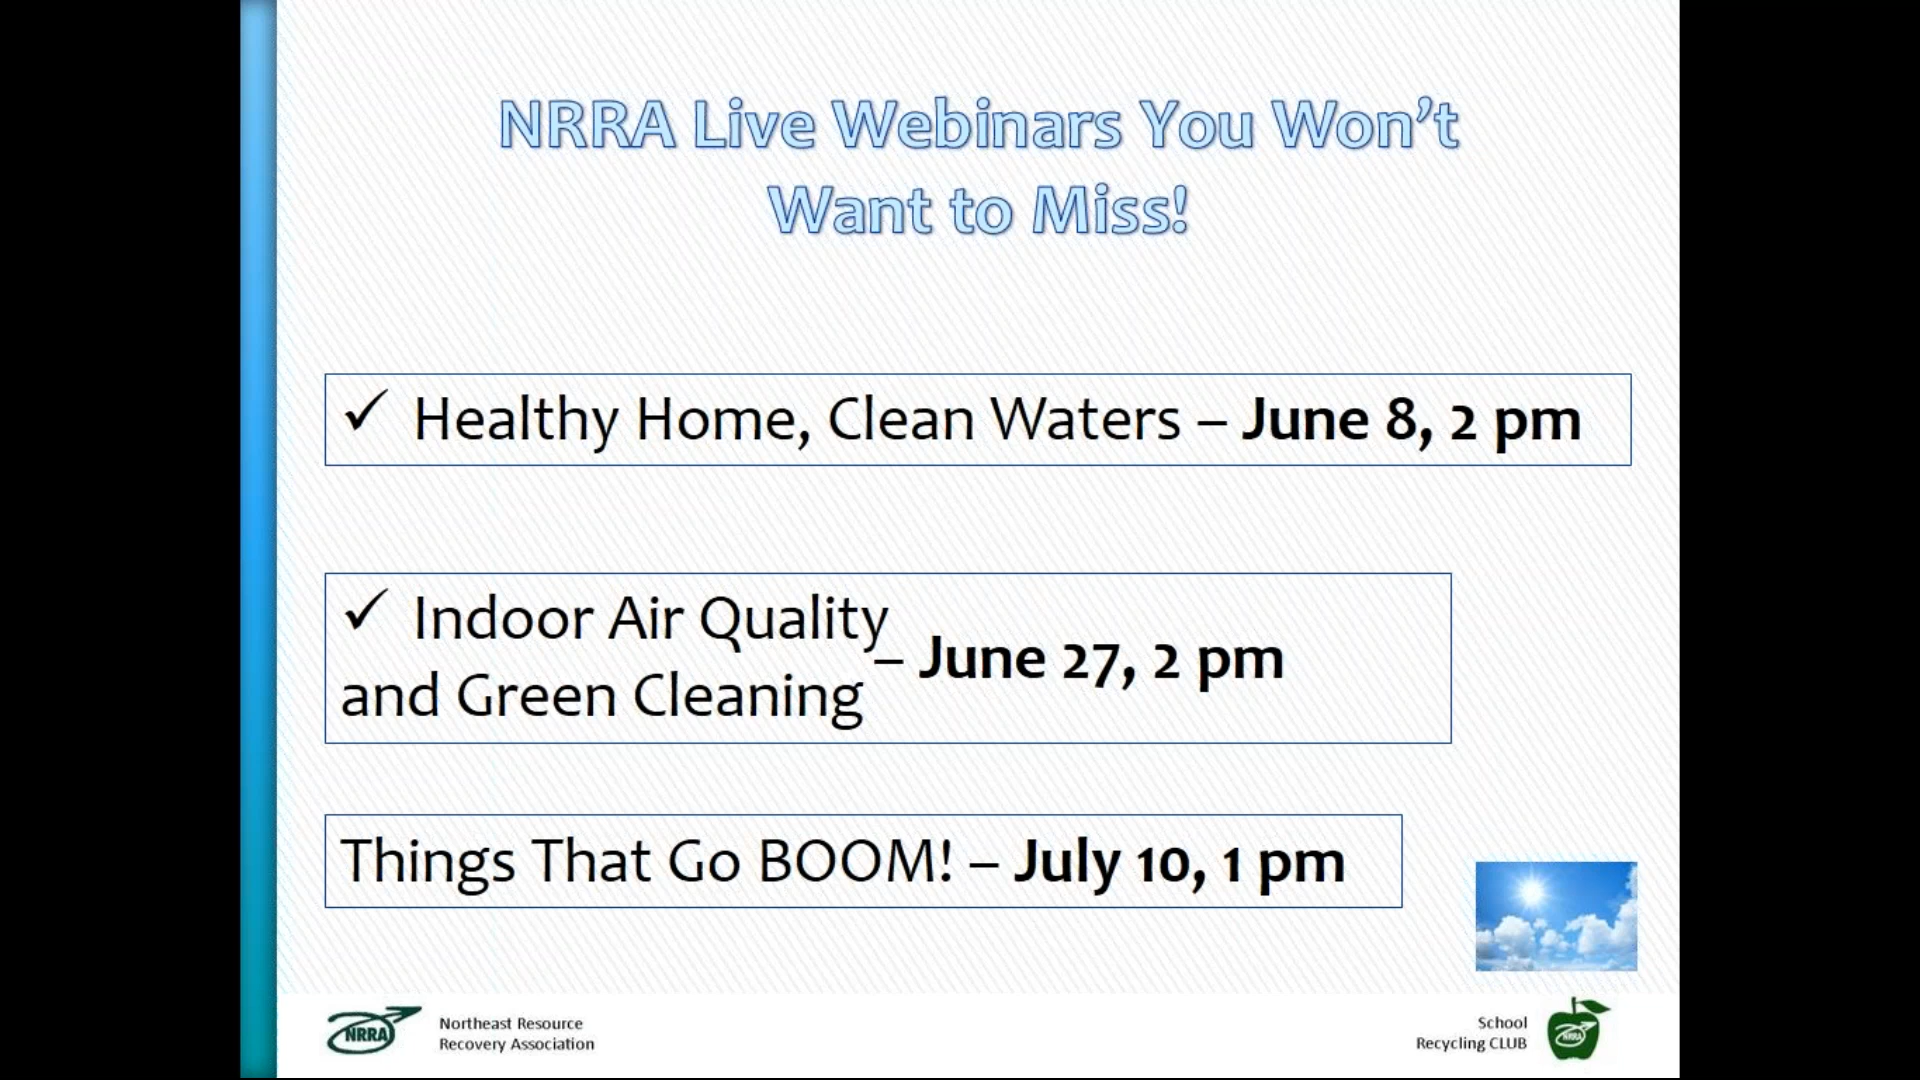 NRRA Live Webinars You Won’t
Want to Miss!
✓ Healthy Home, Clean Waters – June 8, 2 pm
✓ Indoor Air Quality
and Green Cleaning – June 27, 2 pm
Things That Go BOOM! – July 10, 1 pm
NRRA
Northeast Resource
Recovery Association
School
Recycling CLUB
NRRA